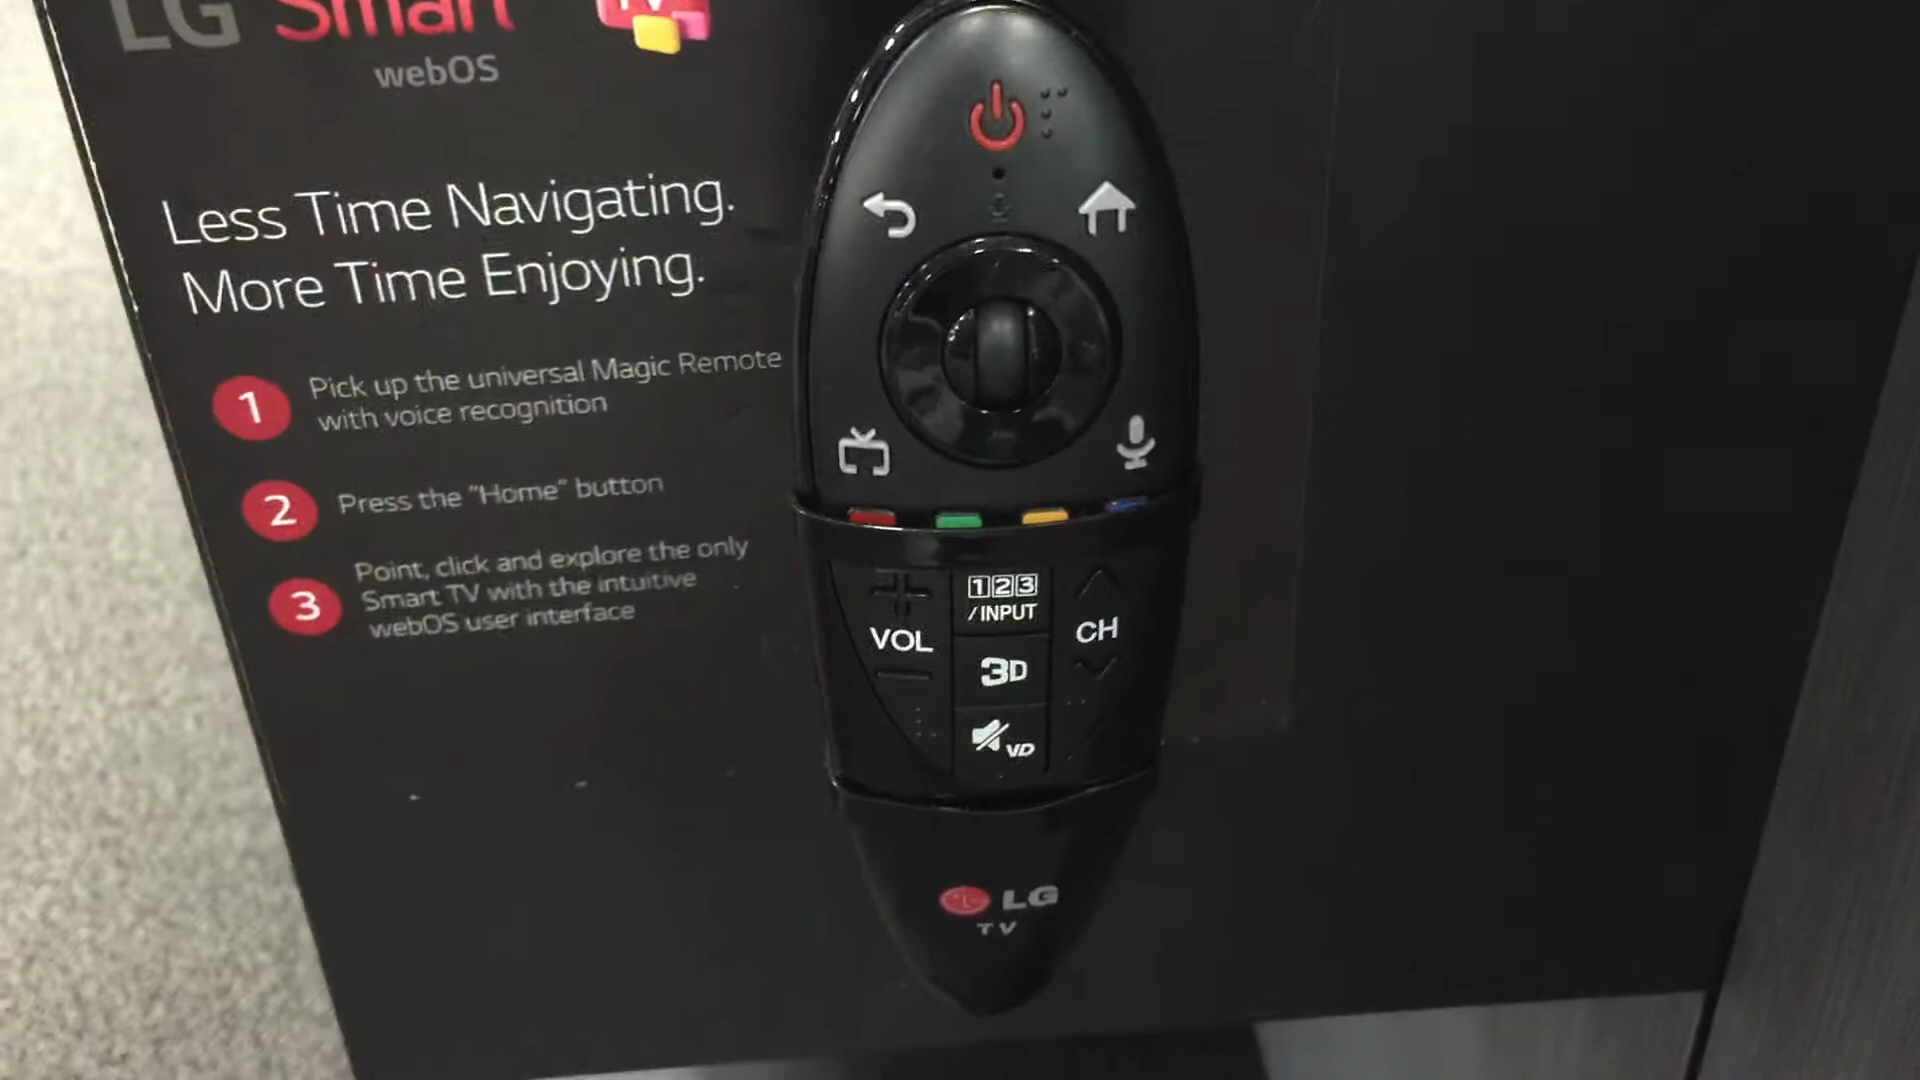 LG Smart TV
webOS
Less Time Navigating.
More Time Enjoying.
1 Pick up the universal Magic Remote
with voice recognition
2 Press the "Home" button
3 Point, click and explore the only
Smart TV with the intuitive
webOS user interface
123
/INPUT
VOL
CH
3D
VD
LG
TV